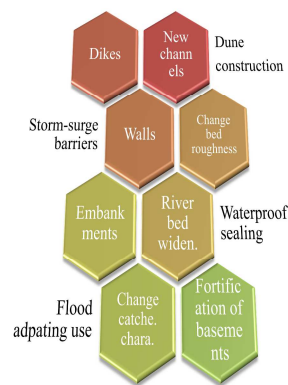 Dikes
New
chann
els
Dune
construction
Storm-surge
barriers
Walls
Change
bed
roughness
Embank
ments
River
bed
widen.
Waterproof
sealing
Flood
adpating use
Change
catche.
chara.
Fortific
ation of
baseme
nts